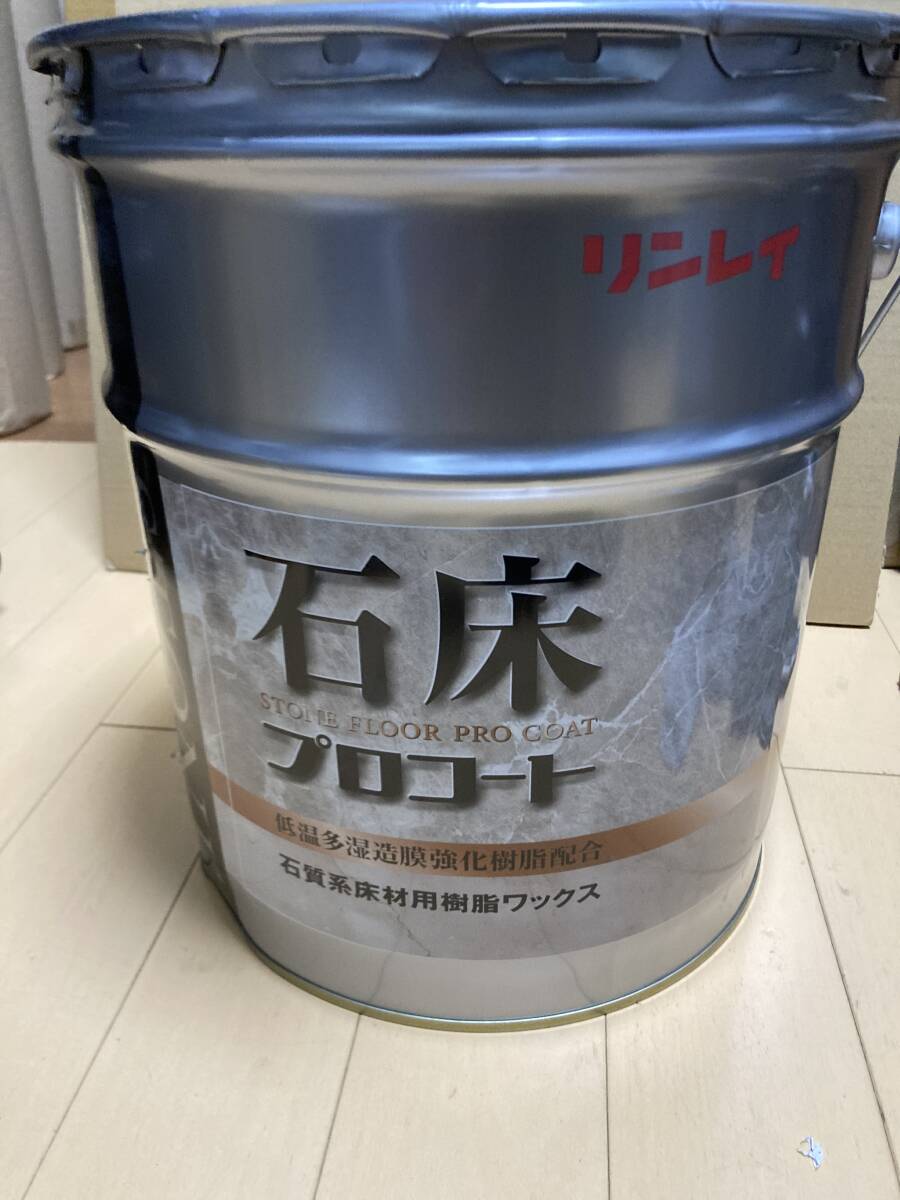 リンレイ
石床
STONE FLOOR PRO COAT
プロコート
低温多湿造膜強化樹脂配合
石質系床材用樹脂ワックス